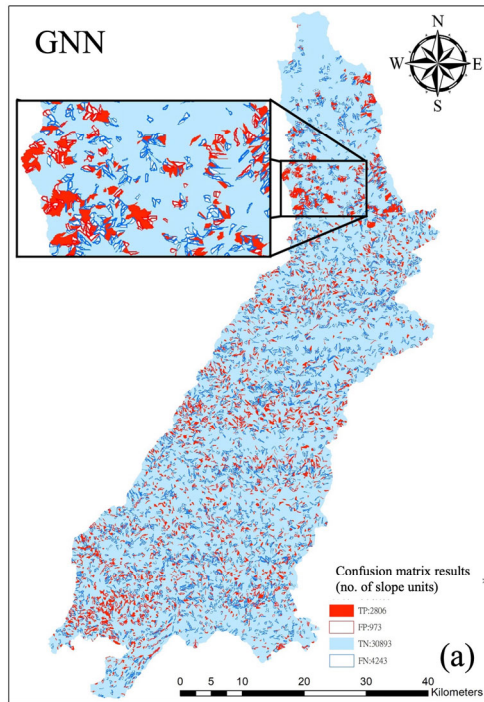 GNN
N
W
E
S
Confusion matrix results
(no. of slope units)
TP:2806
FP:973
TN:30893
FN:4243
(a)
0 5 10 20 30 40
Kilometers